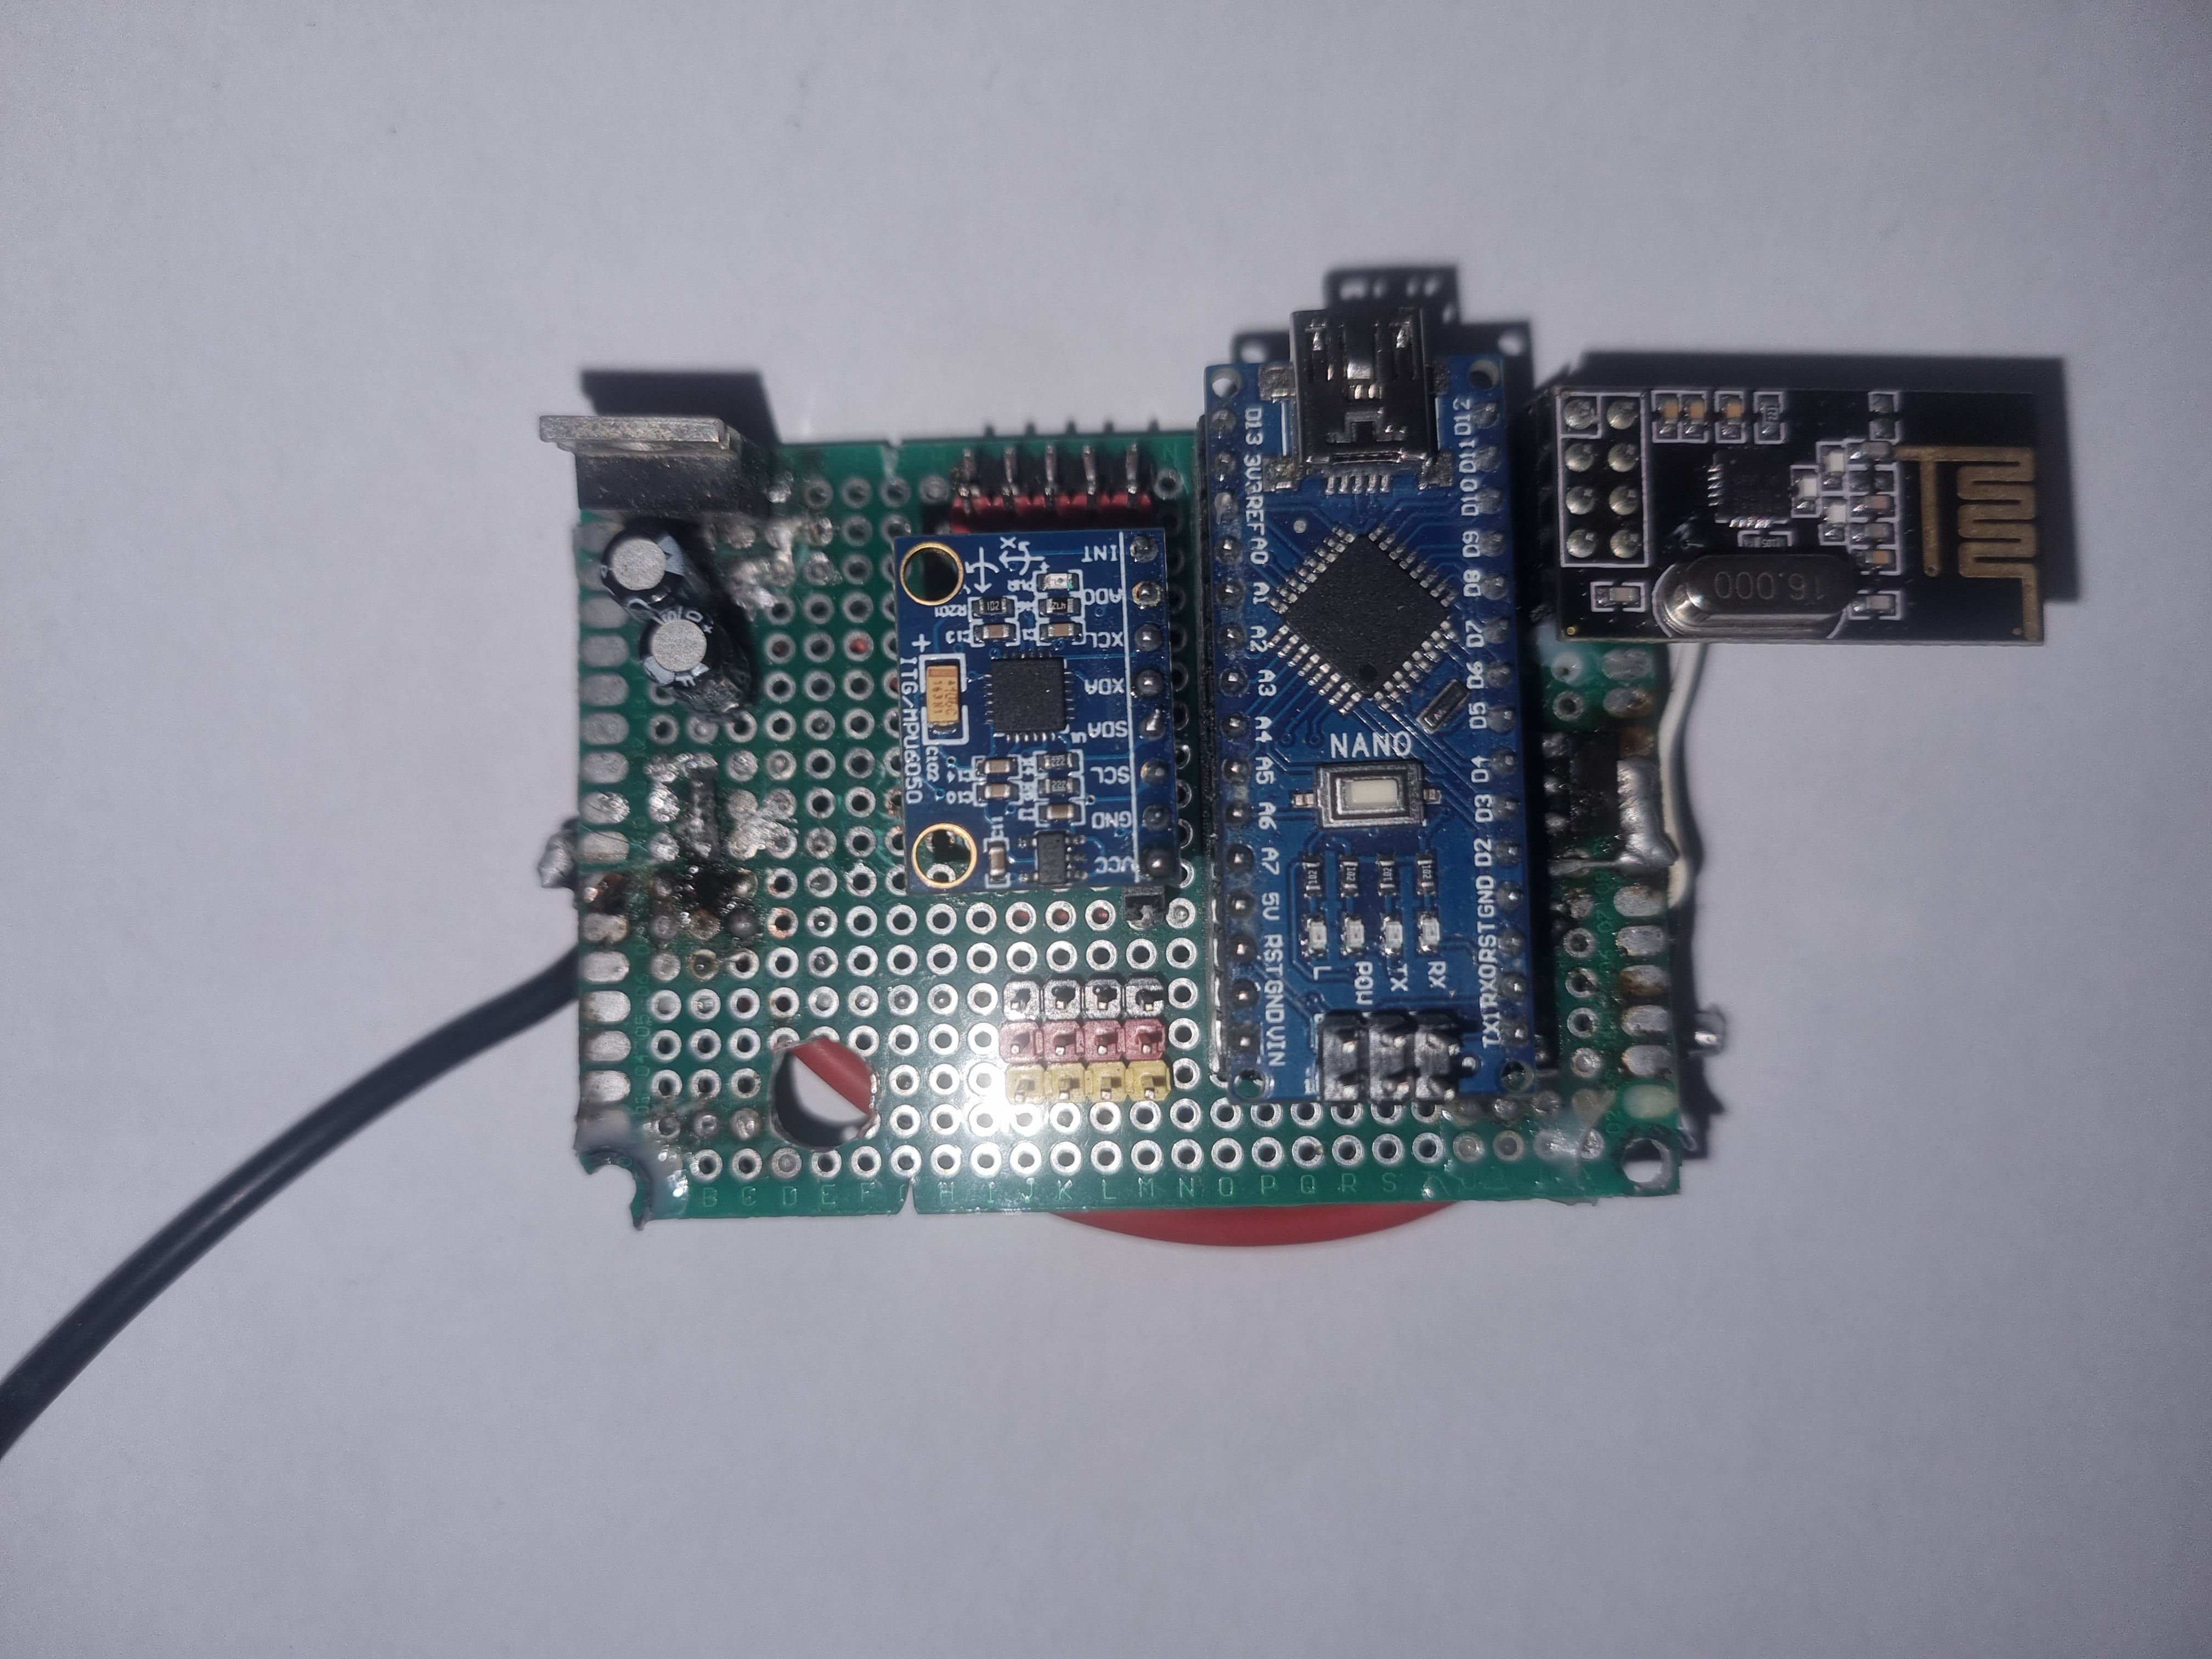 D13
3V3
REF
A0
A1
A2
A3
A4
A5
A6
A7
5V
RST
GND
VIN
D12
D11
D10
D9
D8
D7
D6
D5
D4
D3
D2
GND
RST
RX0
TX1
NANO
L
POW
TX
RX
INT
ADO
XCL
XDA
SDA
SCL
GND
VCC
ITG/MPU6050
16.000
B C D E F H I J K L M N O P Q R S